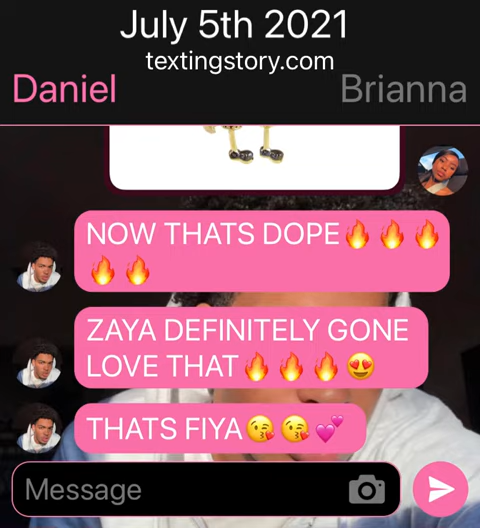 July 5th 2021
textingstory.com
Daniel
Brianna
NOW THATS DOPE🔥🔥🔥
🔥🔥
ZAYA DEFINITELY GONE
LOVE THAT🔥🔥🔥😍
THATS FIYA😘😘💕
Message